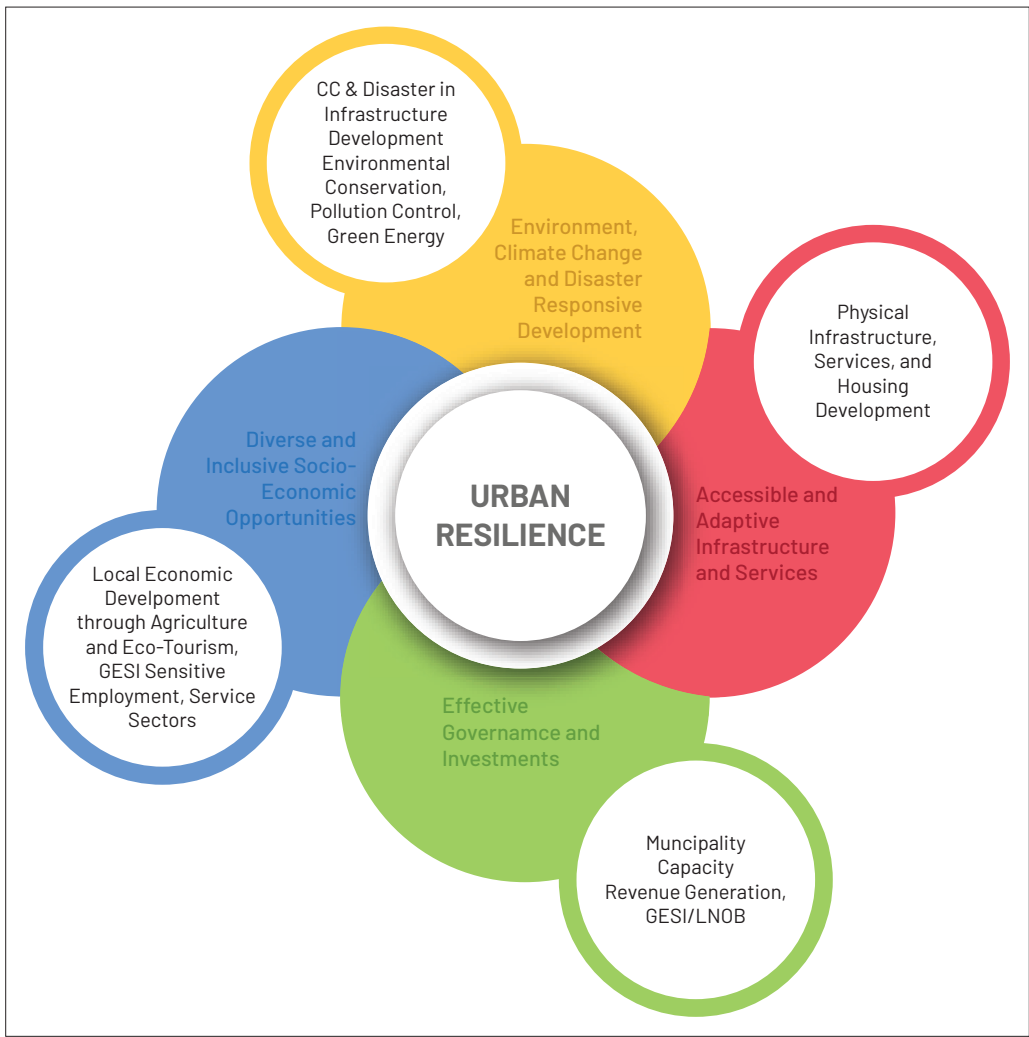 CC & Disaster in
Infrastructure
Development
Environmental
Conservation,
Pollution Control,
Green Energy
Environment,
Climate Change
and Disaster
Responsive
Development
Physical
Infrastructure,
Services, and
Housing
Development
Diverse and
Inclusive Socio-
Economic
Opportunities
URBAN
RESILIENCE
Accessible and
Adaptive
Infrastructure
and Services
Local Economic
Develpoment
through Agriculture
and Eco-Tourism,
GESI Sensitive
Employment, Service
Sectors
Effective
Governamce and
Investments
Muncipality
Capacity
Revenue Generation,
GESI/LNOB